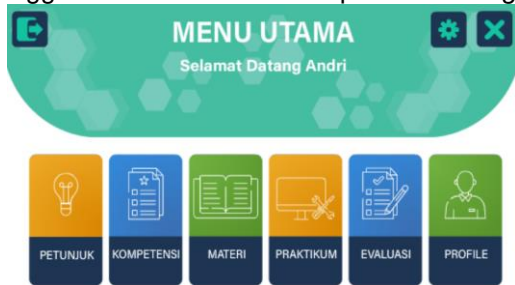 MENU UTAMA
Selamat Datang Andri
PETUNJUK
KOMPETENSI
MATERI
PRAKTIKUM
EVALUASI
PROFILE